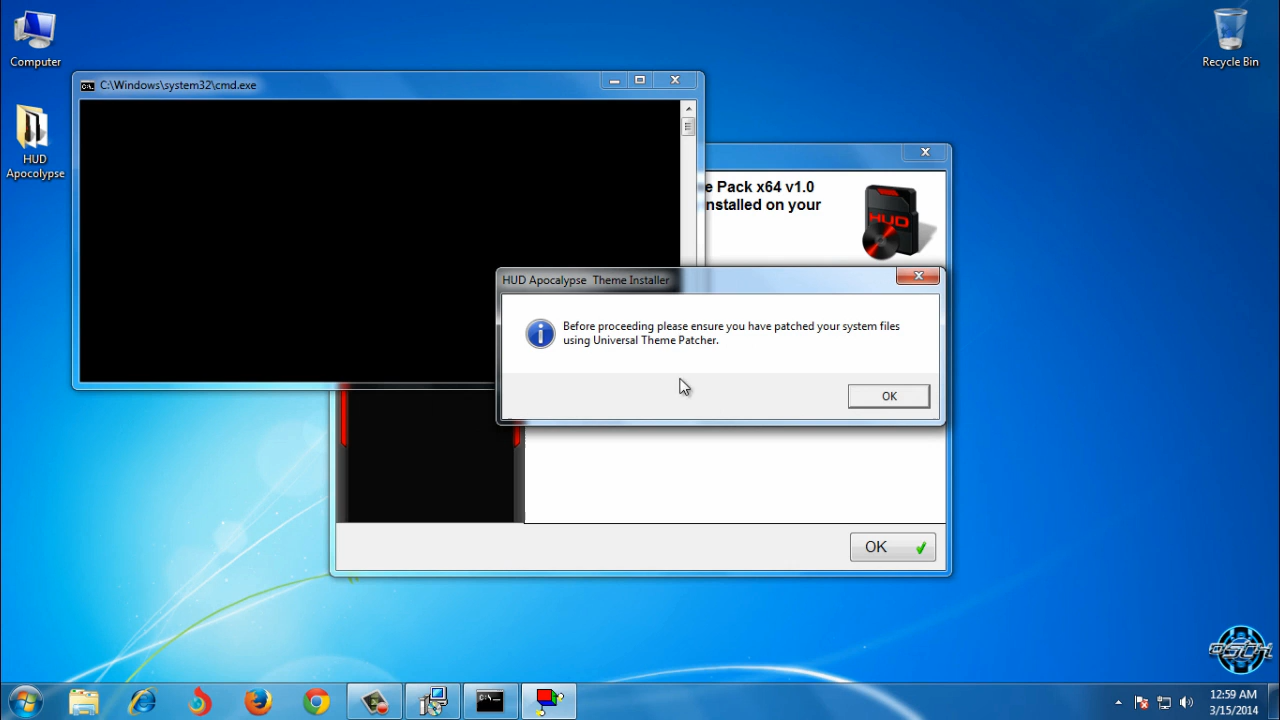 Computer
Recycle Bin
HUD
Apocolypse
C:\Windows\system32\cmd.exe
e Pack x64 v1.0
nstalled on your
HUD
HUD Apocalypse Theme Installer
Before proceeding please ensure you have patched your system files
using Universal Theme Patcher.
OK
OK
C:\
12:59 AM
3/15/2014